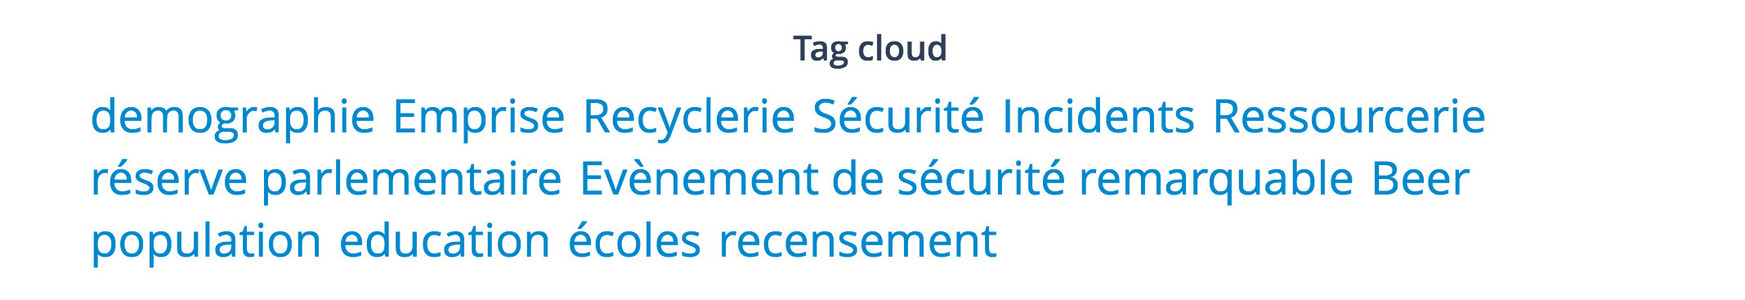 Tag cloud
demographie Emprise Recyclerie Sécurité Incidents Ressourcerie
réserve parlementaire Evènement de sécurité remarquable Beer
population education écoles recensement